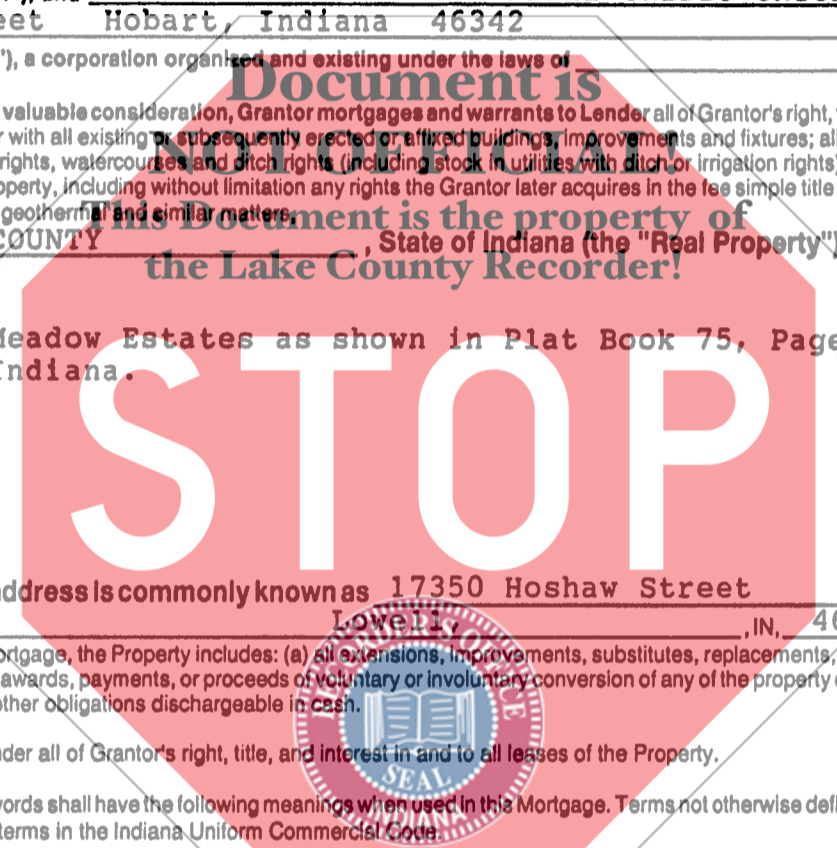 eet Hobart, Indiana 46342
"), a corporation organized and existing under the laws of
Document is
valuable consideration, Grantor mortgages and warrants to Lender all of Grantor's right,
with all existing or subsequently erected or affixed buildings, improvements and fixtures; al
NOT OFFICIAL!
rights, watercourses and ditch rights (including stock in utilities with ditch or irrigation rights)
operty, including without limitation any rights the Grantor later acquires in the fee simple title
geothermal and similar matters,
This Document is the property of
COUNTY , State of Indiana (the "Real Property")
the Lake County Recorder!
Meadow Estates as shown in Plat Book 75, Page
Indiana.
STOP
address is commonly known as 17350 Hoshaw Street
Lowell, , IN, 46
ortgage, the Property includes: (a) all extensions, improvements, substitutes, replacements,
awards, payments, or proceeds of voluntary or involuntary conversion of any of the property
other obligations dischargeable in cash.
RECORDER'S OFFICE
nder all of Grantor's right, title, and interest in and to all leases of the Property.
SEAL
words shall have the following meanings when used in this Mortgage. Terms not otherwise defi
INDIANA
terms in the Indiana Uniform Commercial Code.